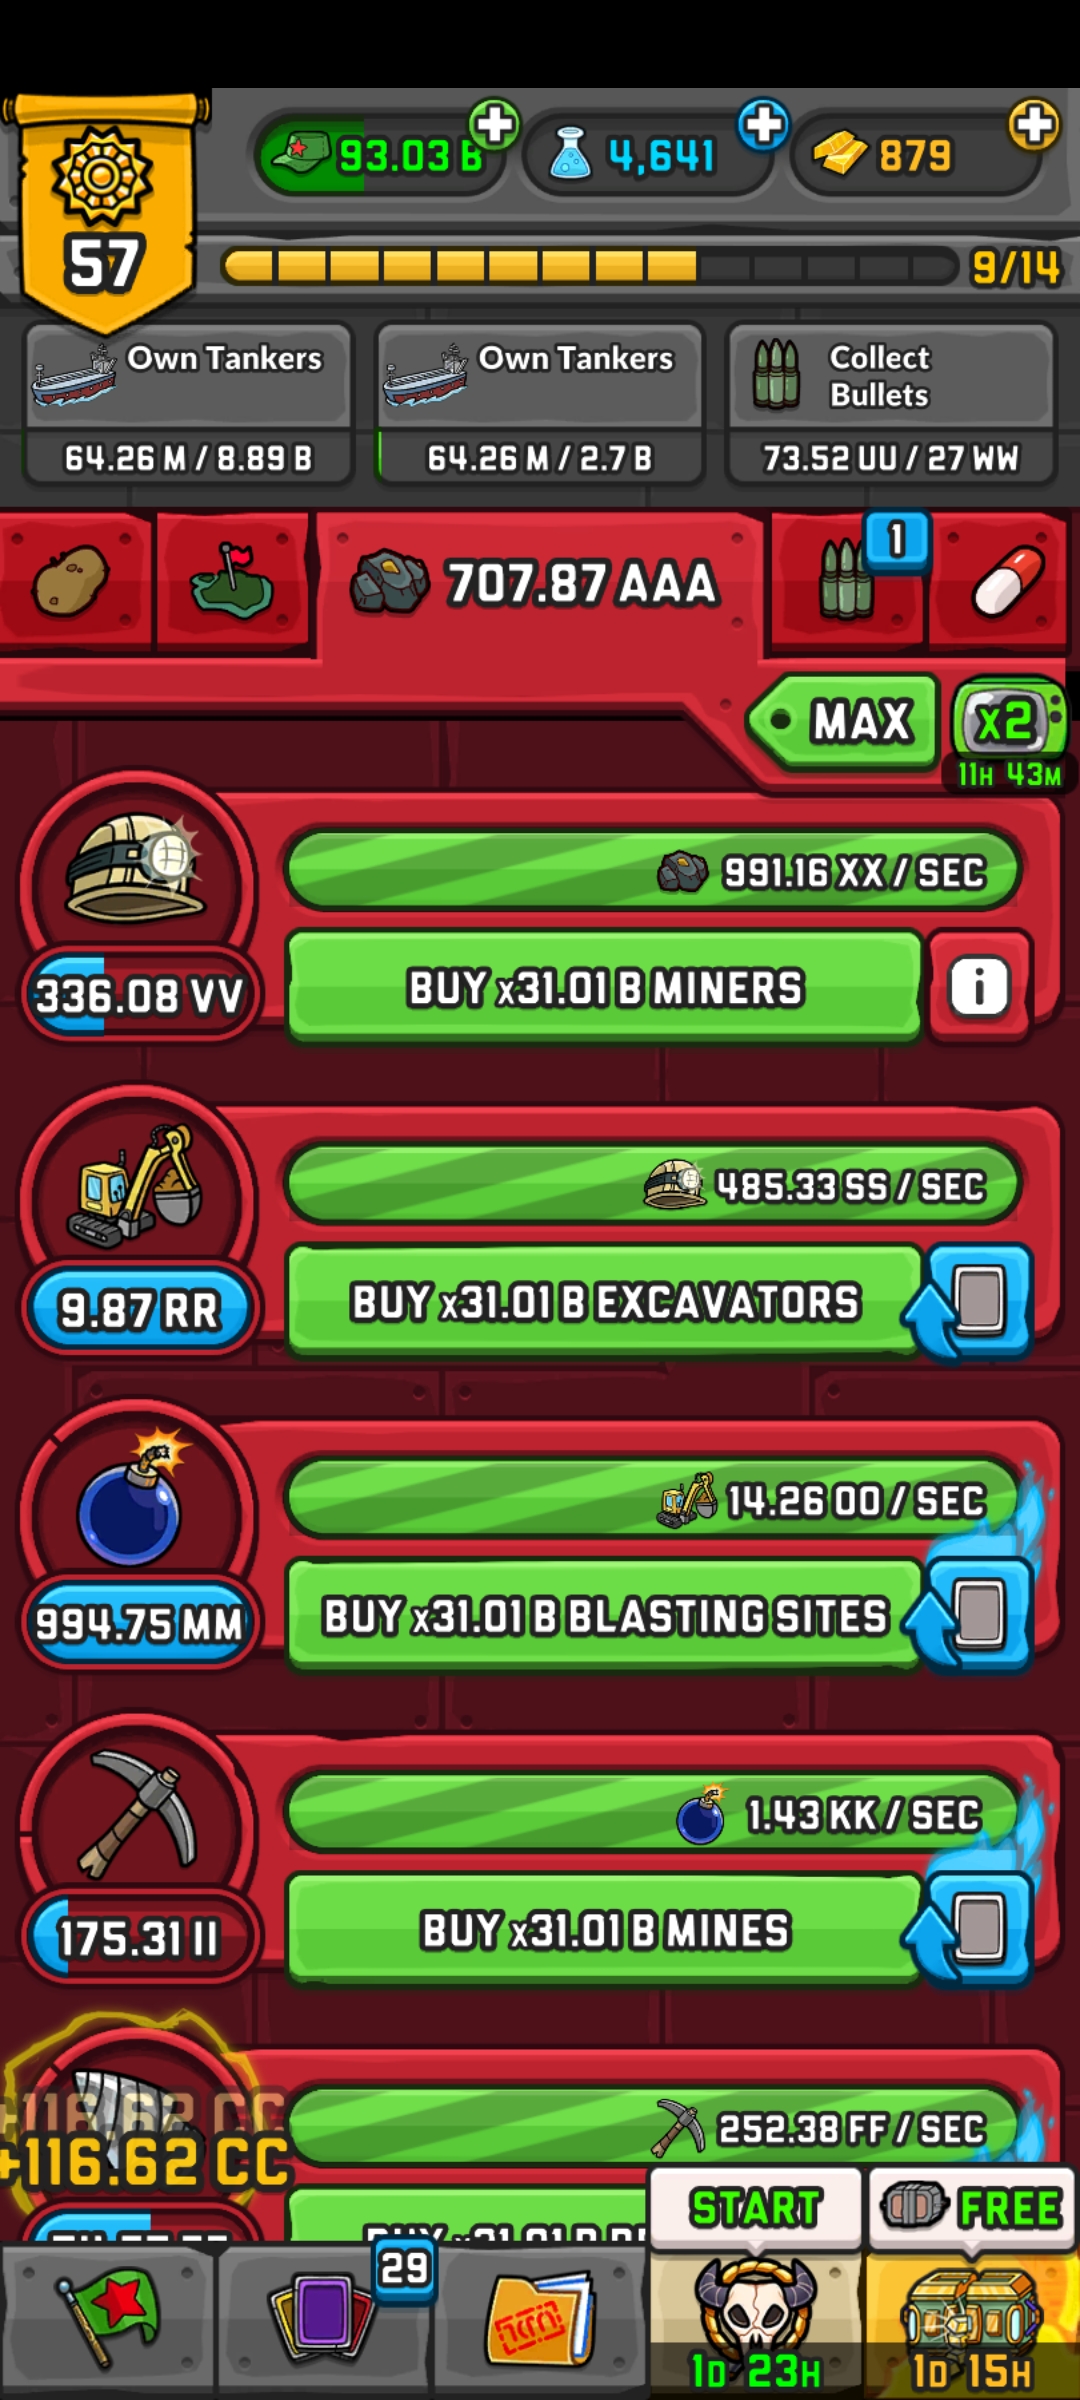 93.03 B
4,641
879
57
9/14
Own Tankers
64.26 M / 8.89 B
Own Tankers
64.26 M / 2.7 B
Collect
Bullets
73.52 UU / 27 WW
707.87 AAA
1
MAX
x2
11H 43M
991.16 XX / SEC
336.08 VV
BUY x31.01 B MINERS
i
485.33 SS / SEC
9.87 RR
BUY x31.01 B EXCAVATORS
14.26 OO / SEC
994.75 MM
BUY x31.01 B BLASTING SITES
1.43 KK / SEC
175.31 II
BUY x31.01 B MINES
+116.62 CC
+116.62 CC
252.38 FF / SEC
START
FREE
29
1D 23H
1D 15H